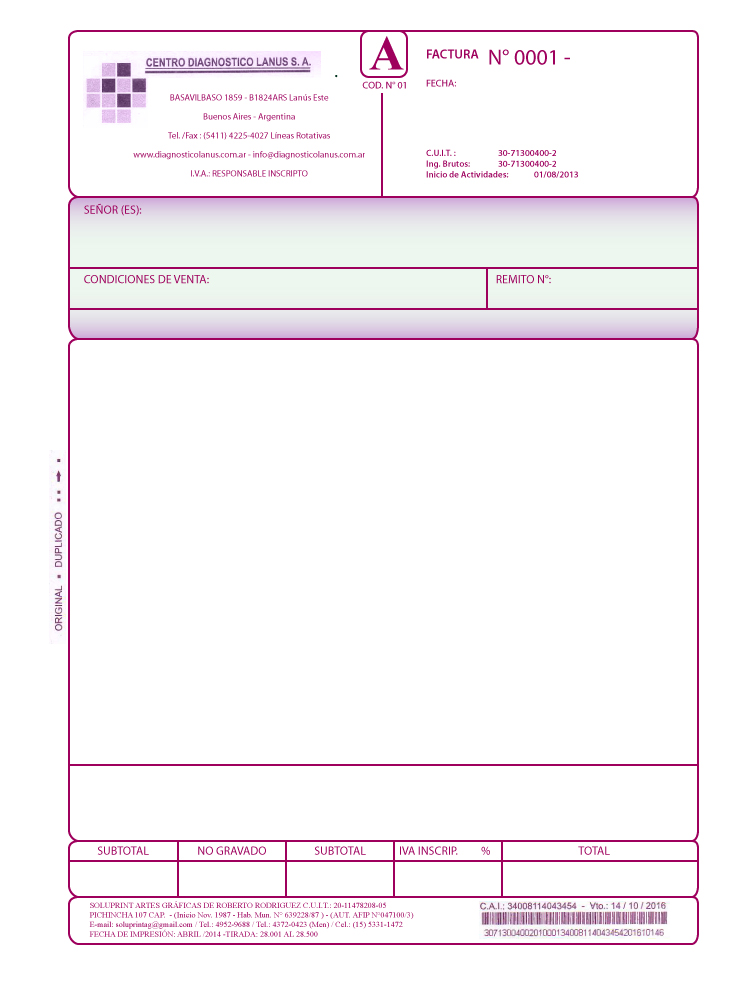 CENTRO DIAGNOSTICO LANUS S. A.
BASAVILBASO 1859 - B1824ARS Lanús Este
Buenos Aires - Argentina
Tel. /Fax : (5411) 4225-4027 Líneas Rotativas
www.diagnosticolanus.com.ar - info@diagnosticolanus.com.ar
I.V.A.: RESPONSABLE INSCRIPTO
A
COD. N° 01
FACTURA N° 0001 -
FECHA:
C.U.I.T. : 30-71300400-2
Ing. Brutos: 30-71300400-2
Inicio de Actividades: 01/08/2013
SEÑOR (ES):
CONDICIONES DE VENTA: REMITO N°:
ORIGINAL ▪ DUPLICADO
SUBTOTAL NO GRAVADO SUBTOTAL IVA INSCRIP. % TOTAL
SOLUPRINT ARTES GRÁFICAS DE ROBERTO RODRIGUEZ C.U.I.T.: 20-11478208-05
PICHINCHA 107 CAP. - (Inicio Nov. 1987 - Hab. Mun. N° 639228/87 ) - (AUT. AFIP N°047100/3)
E-mail: soluprintag@gmail.com / Tel.: 4952-9688 / Tel.: 4372-0423 (Men) / Cel.: (15) 5331-1472
FECHA DE IMPRESIÓN: ABRIL /2014 -TIRADA: 28.001 AL 28.500
C.A.I.: 34008114043454 - Vto.: 14 / 10 / 2016
3071300400201000134008114043454201610146